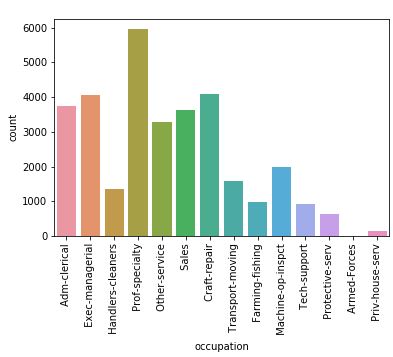 6000
5000
4000
3000
2000
1000
0
count
Adm-clerical
Exec-managerial
Handlers-cleaners
Prof-specialty
Other-service
Sales
Craft-repair
Transport-moving
Farming-fishing
Machine-op-inspct
Tech-support
Protective-serv
Armed-Forces
Priv-house-serv
occupation